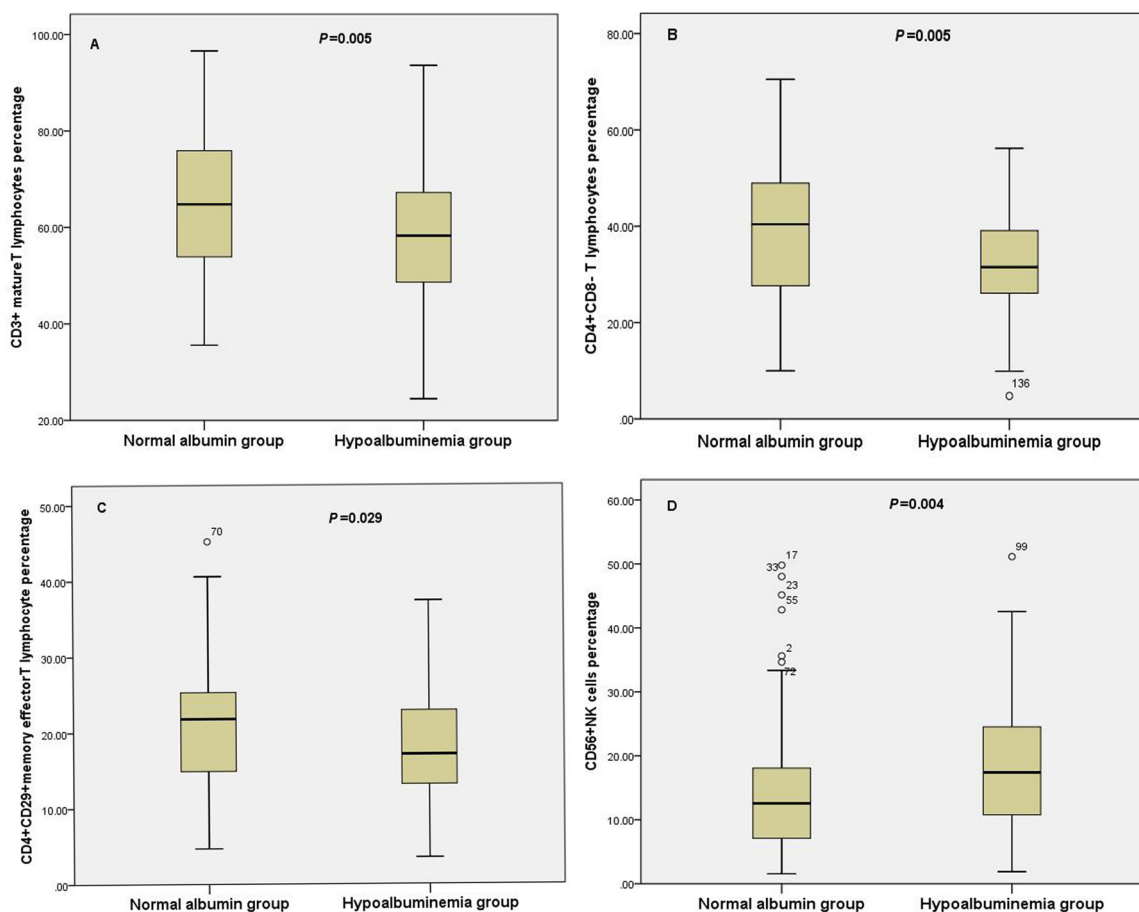 A
P=0.005
CD3+ mature T lymphocytes percentage
100.00
80.00
60.00
40.00
20.00
Normal albumin group
Hypoalbuminemia group
B
P=0.005
CD4+CD8- T lymphocytes percentage
80.00
60.00
40.00
20.00
.00
136
Normal albumin group
Hypoalbuminemia group
C
P=0.029
CD4+CD29+memory effector T lymphocyte percentage
50.00
40.00
30.00
20.00
10.00
.00
70
Normal albumin group
Hypoalbuminemia group
D
P=0.004
CD56+NK cells percentage
60.00
50.00
40.00
30.00
20.00
10.00
.00
17
33
23
55
2
72
99
Normal albumin group
Hypoalbuminemia group